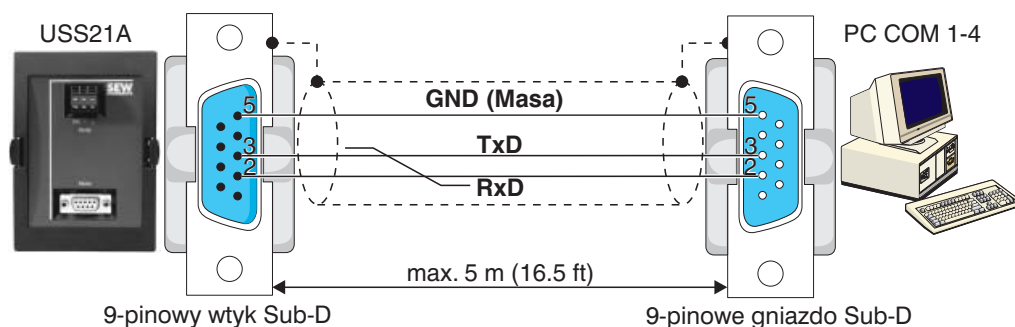 USS21A
PC COM 1-4
SEW
GND (Masa)
5
5
TxD
3
3
2
2
RxD
max. 5 m (16.5 ft)
9-pinowy wtyk Sub-D
9-pinowe gniazdo Sub-D